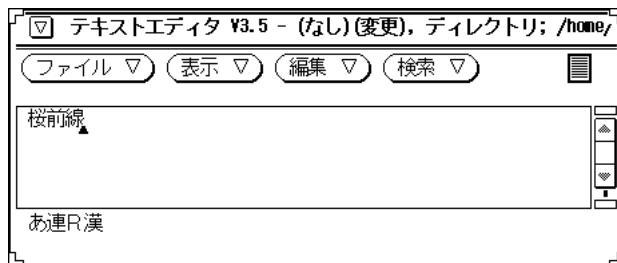 テキストエディタ V3.5 - (なし)(変更), ディレクトリ; /home/
ファイル ▽ 表示 ▽ 編集 ▽ 検索 ▽
桜前線
あ連R漢